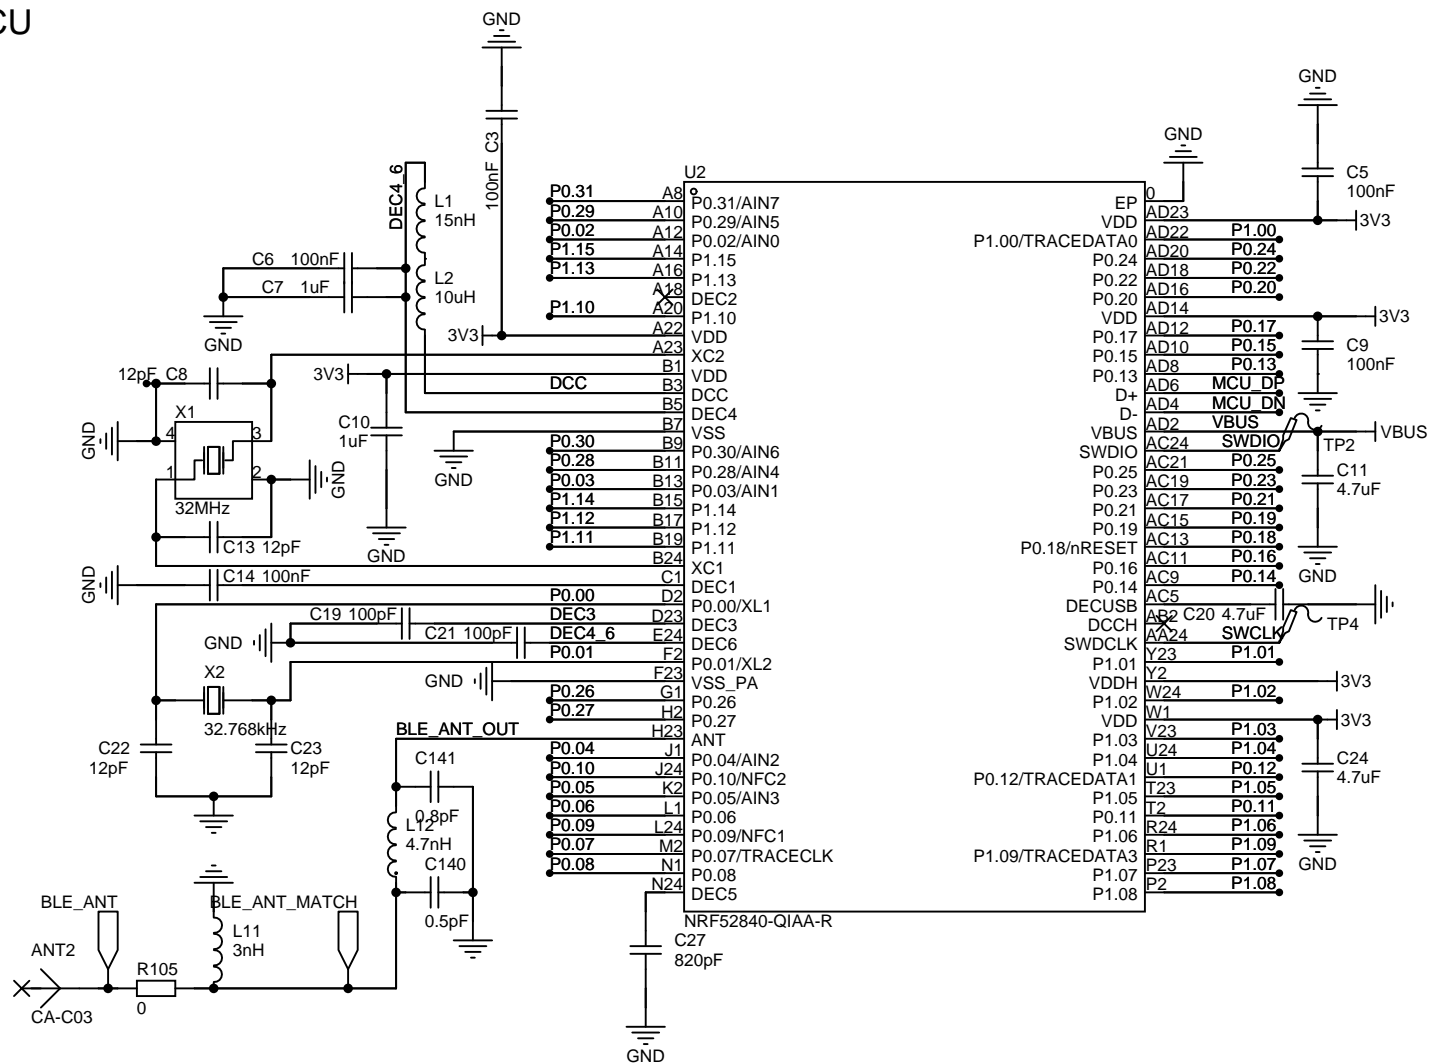 CU
GND
GND
GND
100nF C3
C5
100nF
3V3
U2
DEC4_6
L1
15nH
L2
10uH
C6 100nF
C7 1uF
GND
3V3
12pF C8
X1
4
3
1
2
32MHz
GND
GND
C13 12pF
3V3
C10
1uF
GND
GND
DCC
GND
C14 100nF
P0.31 A8 P0.31/AIN7
P0.29 A10 P0.29/AIN5
P0.02 A12 P0.02/AIN0
P1.15 A14 P1.15
P1.13 A16 P1.13
A18 DEC2
P1.10 A20 P1.10
A22 VDD
A23 XC2
B1 VDD
B3 DCC
B5 DEC4
B7 VSS
P0.30 B9 P0.30/AIN6
P0.28 B11 P0.28/AIN4
P0.03 B13 P0.03/AIN1
P1.14 B15 P1.14
P1.12 B17 P1.12
P1.11 B19 P1.11
B24 XC1
C1 DEC1
P0.00 D2 P0.00/XL1
C19 100pF DEC3 D23 DEC3
GND C21 100pF DEC4_6 E24 DEC6
P0.01 F2 P0.01/XL2
GND F23 VSS_PA
P0.26 G1 P0.26
P0.27 H2 P0.27
BLE_ANT_OUT H23 ANT
P0.04 J1 P0.04/AIN2
P0.10 J24 P0.10/NFC2
P0.05 K2 P0.05/AIN3
P0.06 L1 P0.06
P0.09 L24 P0.09/NFC1
P0.07 M2 P0.07/TRACECLK
P0.08 N1 P0.08
N24 DEC5
EP 0
VDD AD23
P1.00/TRACEDATA0 AD22 P1.00
P0.24 AD20 P0.24
P0.22 AD18 P0.22
P0.20 AD16 P0.20
VDD AD14 3V3
P0.17 AD12 P0.17
P0.15 AD10 P0.15
P0.13 AD8 P0.13
C9
100nF
GND
D+ AD6 MCU_DP
D- AD4 MCU_DN
VBUS AD2 VBUS VBUS
SWDIO AC24 SWDIO TP2
P0.25 AC21 P0.25
P0.23 AC19 P0.23
P0.21 AC17 P0.21
P0.19 AC15 P0.19
P0.18/nRESET AC13 P0.18
P0.16 AC11 P0.16
P0.14 AC9 P0.14
C11
4.7uF
GND
DECUSB AC5
GND
DCCH AB2 C20 4.7uF
SWDCLK AA24 SWCLK TP4
P1.01 Y23 P1.01
VDDH Y2 3V3
P1.02 W24 P1.02
VDD W1 3V3
P1.03 V23 P1.03
P1.04 U24 P1.04
P0.12/TRACEDATA1 U1 P0.12
P1.05 T23 P1.05
P0.11 T2 P0.11
P1.06 R24 P1.06
P1.09/TRACEDATA3 R1 P1.09
P1.07 P23 P1.07
P1.08 P2 P1.08
C24
4.7uF
GND
NRF52840-QIAA-R
X2
32.768kHz
C22
12pF
C23
12pF
C141
0.8pF
L12
4.7nH
C140
0.5pF
C27
820pF
GND
BLE_ANT
BLE_ANT_MATCH
L11
3nH
ANT2
CA-C03
R105
0